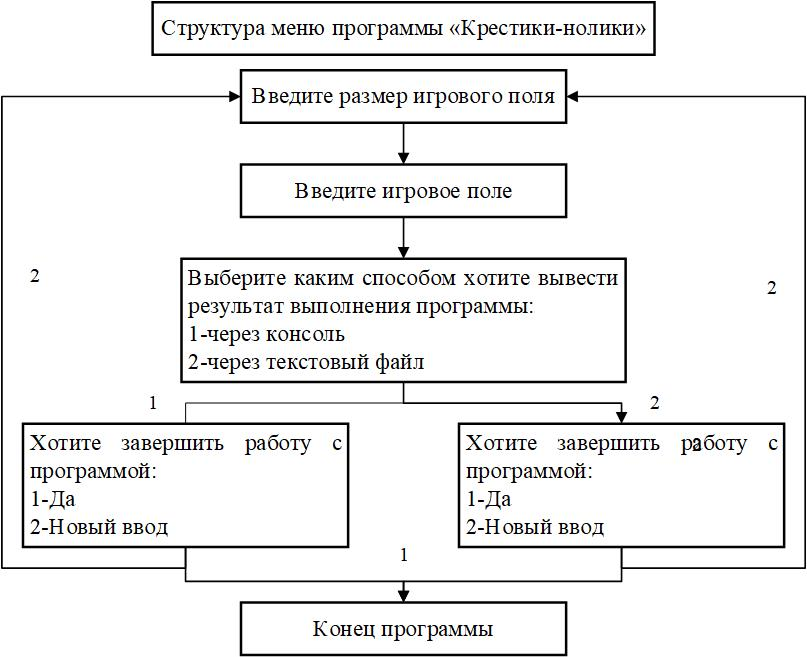 Структура меню программы «Крестики-нолики»
Введите размер игрового поля
Введите игровое поле
2
2
Выберите каким способом хотите вывести
результат выполнения программы:
1-через консоль
2-через текстовый файл
1
2
Хотите завершить работу с
программой:
1-Да
2-Новый ввод
Хотите завершить работу с
2
программой:
1-Да
2-Новый ввод
1
Конец программы